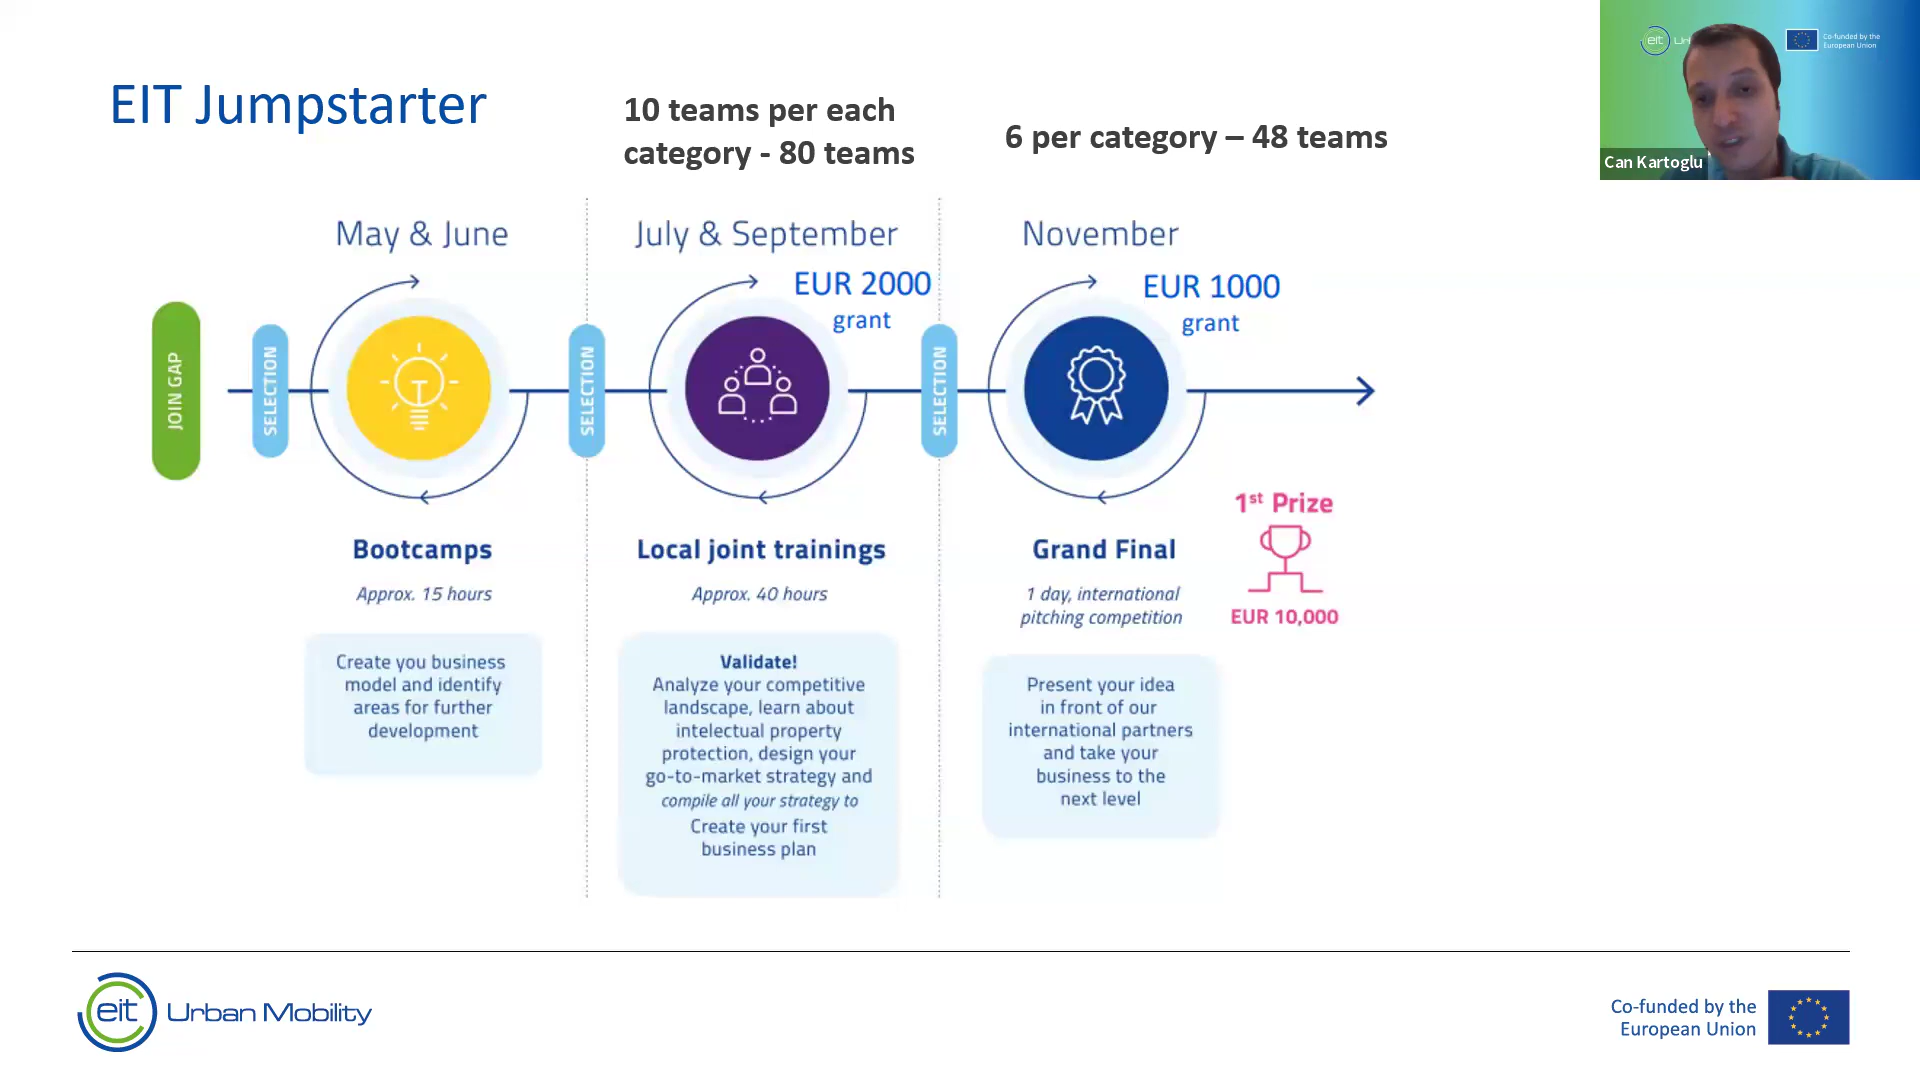 EIT Jumpstarter
10 teams per each
category - 80 teams
6 per category – 48 teams
eit
Co-funded by the
European Union
Can Kartoglu
May & June
July & September
November
EUR 2000
grant
EUR 1000
grant
JOIN GAP
SELECTION
SELECTION
SELECTION
Bootcamps
Approx. 15 hours
Create you business
model and identify
areas for further
development
Local joint trainings
Approx. 40 hours
Validate!
Analyze your competitive
landscape, learn about
intelectual property
protection, design your
go-to-market strategy and
compile all your strategy to
Create your first
business plan
Grand Final
1 day, international
pitching competition
Present your idea
in front of our
international partners
and take your
business to the
next level
1st Prize
EUR 10,000
eit Urban Mobility
Co-funded by the
European Union